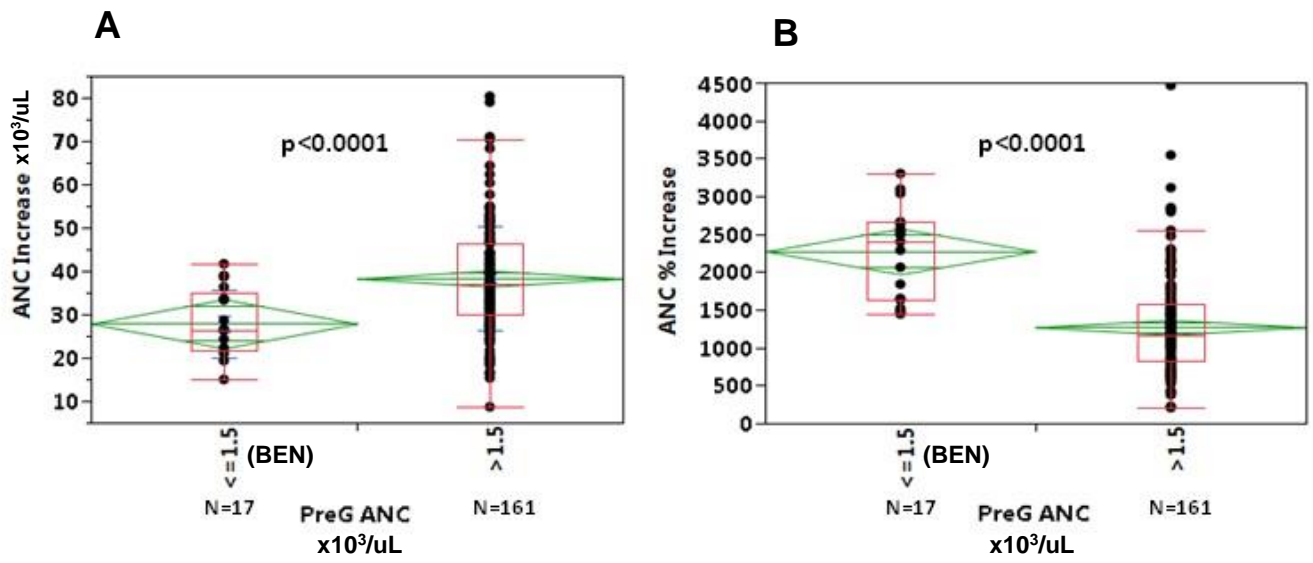 A
ANC Increase x10³/uL
80
70
60
50
40
30
20
10
p<0.0001
<=1.5 (BEN)
>1.5
N=17
N=161
PreG ANC
x10³/uL
B
ANC % Increase
4500
4000
3500
3000
2500
2000
1500
1000
500
0
p<0.0001
<=1.5 (BEN)
>1.5
N=17
N=161
PreG ANC
x10³/uL